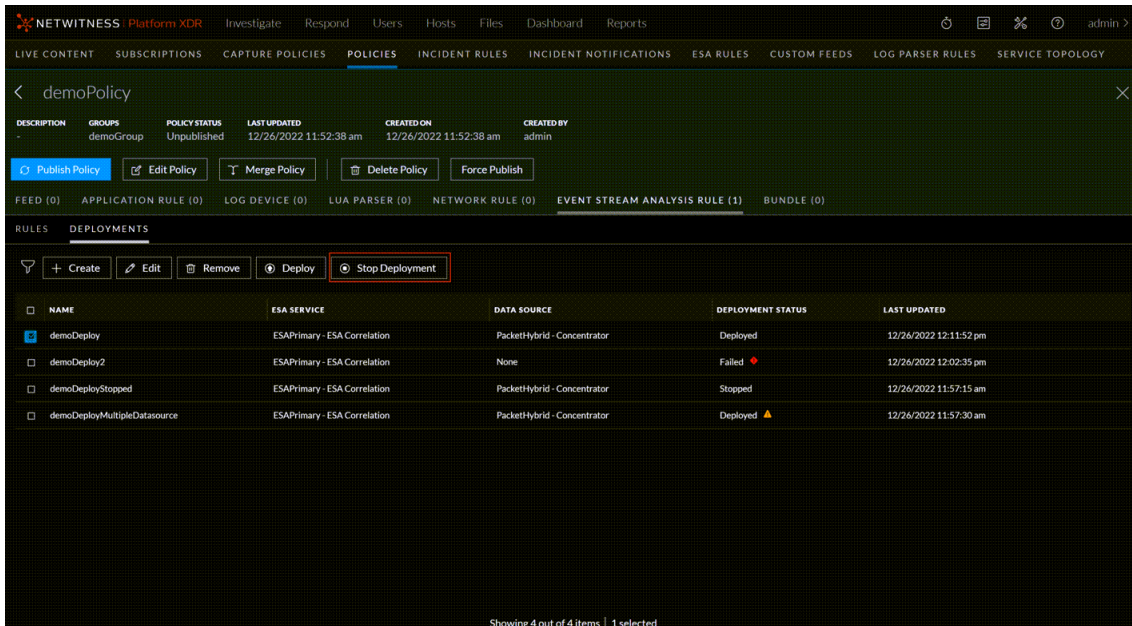 NETWITNESS Platform XDR Investigate Respond Users Hosts Files Dashboard Reports admin >
LIVE CONTENT SUBSCRIPTIONS CAPTURE POLICIES POLICIES INCIDENT RULES INCIDENT NOTIFICATIONS ESA RULES CUSTOM FEEDS LOG PARSER RULES SERVICE TOPOLOGY
demoPolicy
DESCRIPTION GROUPS POLICY STATUS LAST UPDATED CREATED ON CREATED BY
- demoGroup Unpublished 12/26/2022 11:52:38 am 12/26/2022 11:52:38 am admin
Publish Policy Edit Policy Merge Policy Delete Policy Force Publish
FEED (0) APPLICATION RULE (0) LOG DEVICE (0) LUA PARSER (0) NETWORK RULE (0) EVENT STREAM ANALYSIS RULE (1) BUNDLE (0)
RULES DEPLOYMENTS
+ Create Edit Remove Deploy Stop Deployment
NAME ESA SERVICE DATA SOURCE DEPLOYMENT STATUS LAST UPDATED
demoDeploy ESAPrimary - ESA Correlation PacketHybrid - Concentrator Deployed 12/26/2022 12:11:52 pm
demoDeploy2 ESAPrimary - ESA Correlation None Failed 12/26/2022 12:02:35 pm
demoDeployStopped ESAPrimary - ESA Correlation PacketHybrid - Concentrator Stopped 12/26/2022 11:57:15 am
demoDeployMultipleDatasource ESAPrimary - ESA Correlation PacketHybrid - Concentrator Deployed 12/26/2022 11:57:30 am
Showing 4 out of 4 items | 1 selected